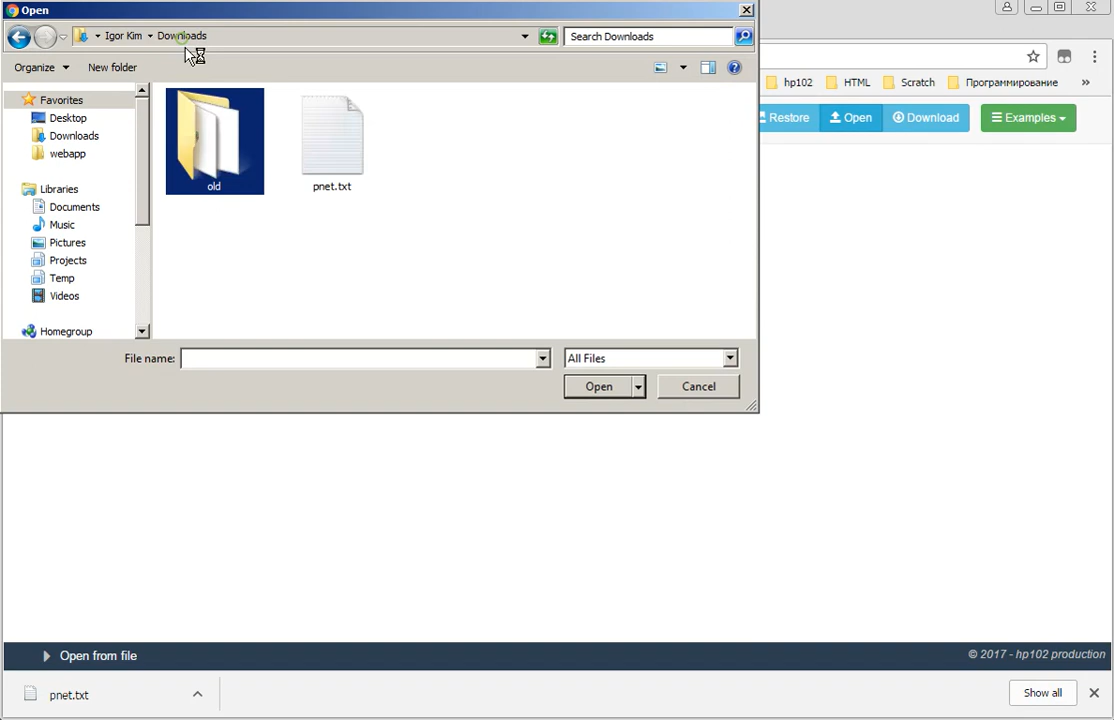 Open
Igor Kim Downloads
Search Downloads
Organize
New folder
hp102
HTML
Scratch
Программирование
»
Favorites
Desktop
Downloads
webapp
Libraries
Documents
Music
Pictures
Projects
Temp
Videos
Homegroup
old
pnet.txt
Restore
Open
Download
Examples
File name:
All Files
Open
Cancel
Open from file
© 2017 - hp102 production
pnet.txt
Show all